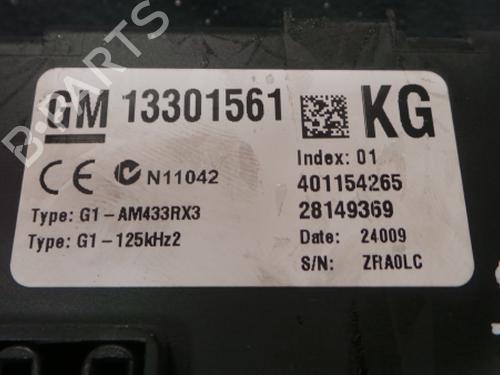 GM 13301561 KG
CE N11042
Index: 01
401154265
Type: G1-AM433RX3
28149369
Type: G1-125kHz2
Date: 24009
S/N: ZRA0LC
B-PARTS